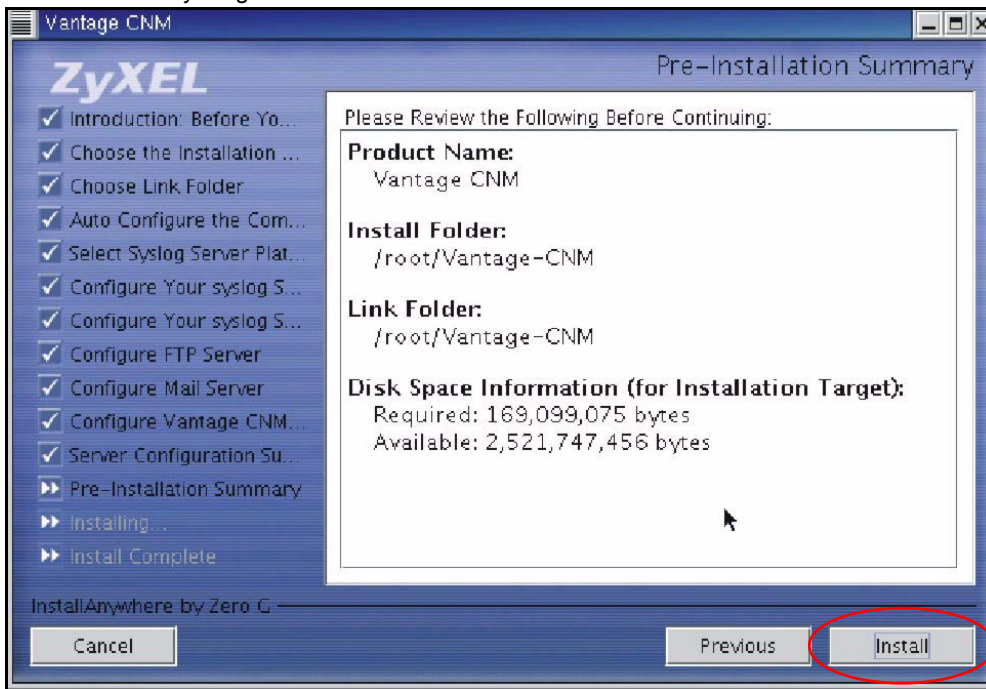 Vantage CNM
ZyXEL
Pre-Installation Summary
Introduction: Before Yo...
Choose the Installation ...
Choose Link Folder
Auto Configure the Com...
Select Syslog Server Plat...
Configure Your syslog S...
Configure Your syslog S...
Configure FTP Server
Configure Mail Server
Configure Vantage CNM...
Server Configuration Su...
Pre-Installation Summary
Installing...
Install Complete
Please Review the Following Before Continuing:
Product Name:
Vantage CNM
Install Folder:
/root/Vantage-CNM
Link Folder:
/root/Vantage-CNM
Disk Space Information (for Installation Target):
Required: 169,099,075 bytes
Available: 2,521,747,456 bytes
InstallAnywhere by Zero G
Cancel
Previous
Install